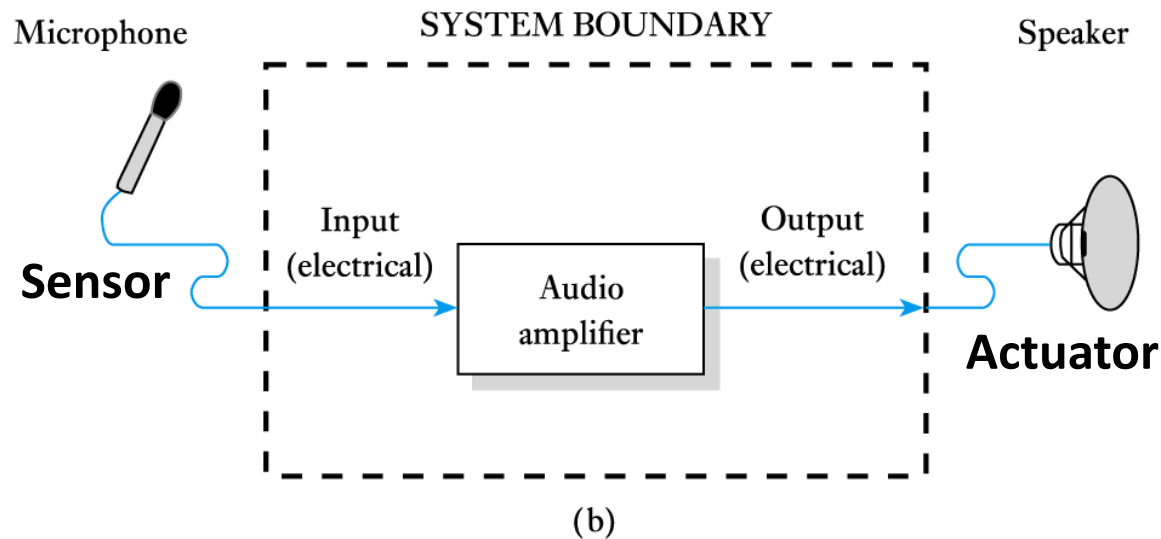 SYSTEM BOUNDARY
Microphone
Speaker
Sensor
Input
(electrical)
Audio
amplifier
Output
(electrical)
Actuator
(b)